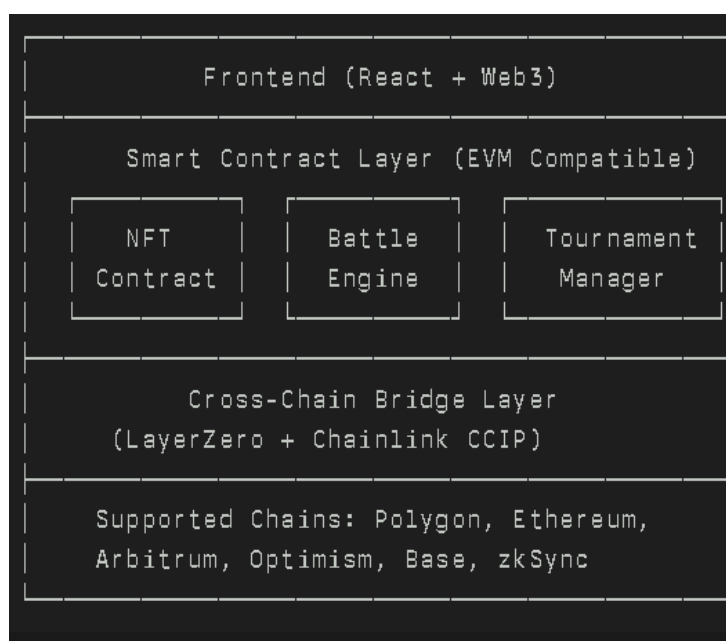 Frontend (React + Web3)
Smart Contract Layer (EVM Compatible)
NFT Battle Tournament
Contract Engine Manager
Cross-Chain Bridge Layer
(LayerZero + Chainlink CCIP)
Supported Chains: Polygon, Ethereum,
Arbitrum, Optimism, Base, zkSync